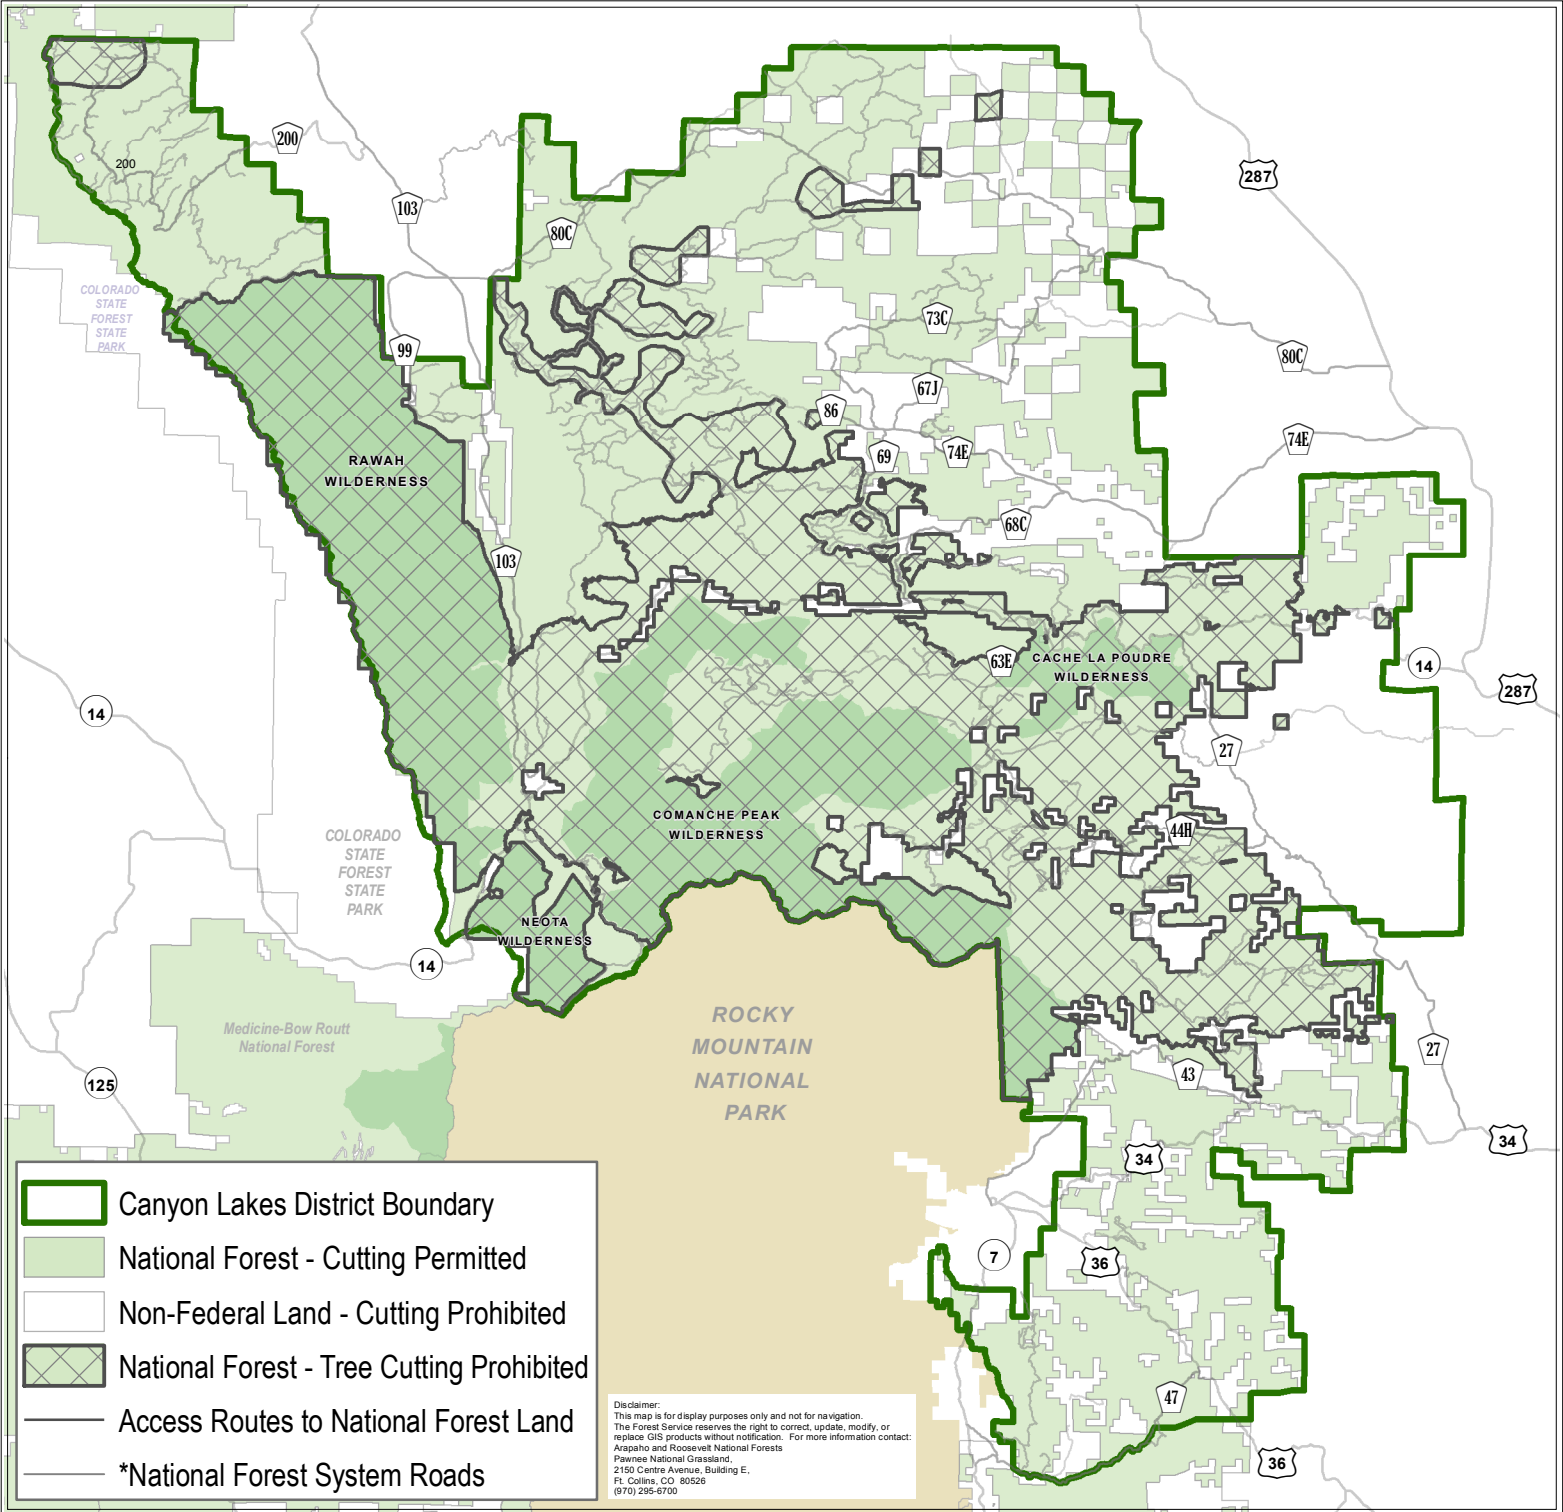 200
200
103
80C
287
COLORADO
STATE
FOREST
STATE
PARK
99
73C
80C
67J
86
69
74E
74E
RAWAH
WILDERNESS
68C
103
63E
CACHE LA POUDRE
WILDERNESS
14
287
14
27
COMANCHE PEAK
WILDERNESS
44H
COLORADO
STATE
FOREST
STATE
PARK
NEOTA
WILDERNESS
14
ROCKY
MOUNTAIN
NATIONAL
PARK
Medicine-Bow Routt
National Forest
27
43
125
34
34
7
36
47
36
Canyon Lakes District Boundary
National Forest - Cutting Permitted
Non-Federal Land - Cutting Prohibited
National Forest - Tree Cutting Prohibited
Access Routes to National Forest Land
*National Forest System Roads
Disclaimer:
This map is for display purposes only and not for navigation.
The Forest Service reserves the right to correct, update, modify, or
replace GIS products without notification. For more information contact:
Arapaho and Roosevelt National Forests
Pawnee National Grassland,
2150 Centre Avenue, Building E,
Ft. Collins, CO 80526
(970) 295-6700